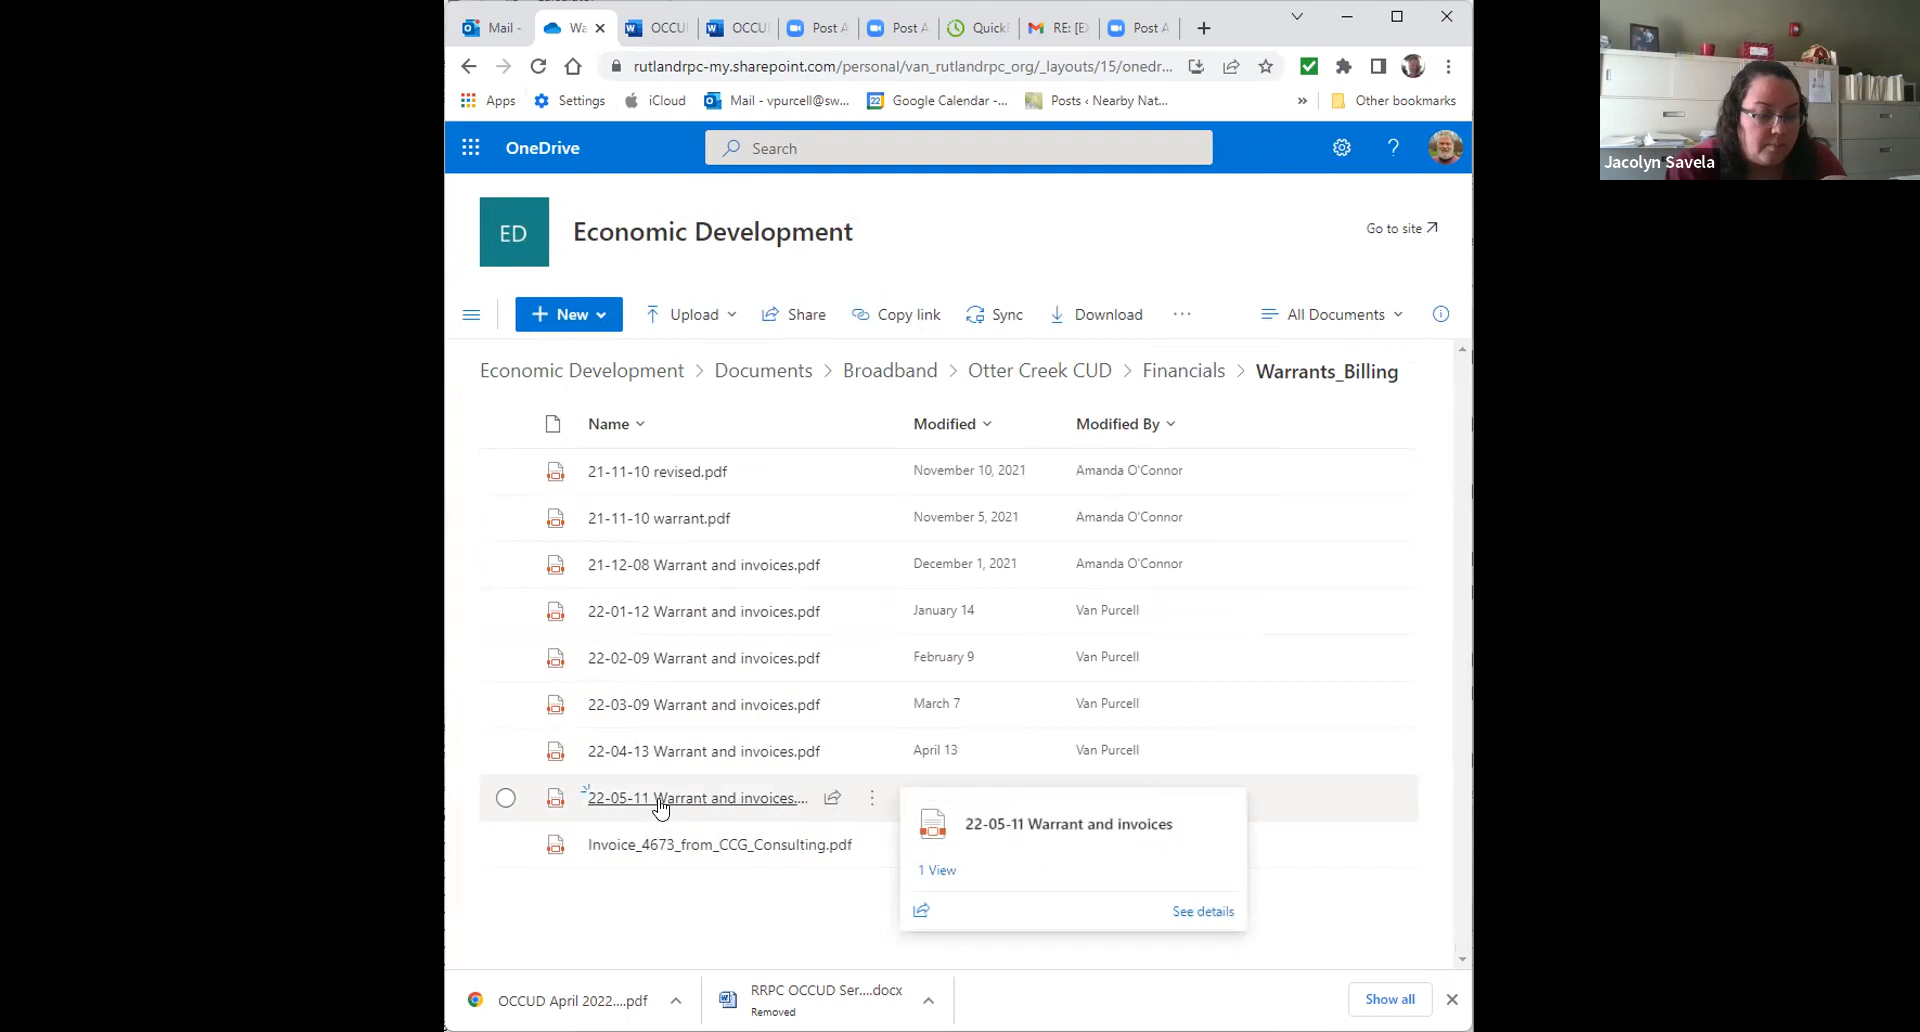 Mail -
Wa
OCCU
OCCU
Post A
Post A
Quick
RE: [E
Post A
rutlandrpc-my.sharepoint.com/personal/van_rutlandrpc_org/_layouts/15/onedr...
Apps
Settings
iCloud
Mail - vpurcell@sw...
22
Google Calendar -...
Posts ‹ Nearby Nat...
»
Other bookmarks
OneDrive
Search
?
Jacolyn Savela
ED
Economic Development
Go to site
+ New
Upload
Share
Copy link
Sync
Download
...
All Documents
Economic Development > Documents > Broadband > Otter Creek CUD > Financials > Warrants_Billing
Name
Modified
Modified By
21-11-10 revised.pdf
November 10, 2021
Amanda O'Connor
21-11-10 warrant.pdf
November 5, 2021
Amanda O'Connor
21-12-08 Warrant and invoices.pdf
December 1, 2021
Amanda O'Connor
22-01-12 Warrant and invoices.pdf
January 14
Van Purcell
22-02-09 Warrant and invoices.pdf
February 9
Van Purcell
22-03-09 Warrant and invoices.pdf
March 7
Van Purcell
22-04-13 Warrant and invoices.pdf
April 13
Van Purcell
22-05-11 Warrant and invoices....
22-05-11 Warrant and invoices
1 View
See details
Invoice_4673_from_CCG_Consulting.pdf
OCCUD April 2022....pdf
RRPC OCCUD Ser....docx
Removed
Show all